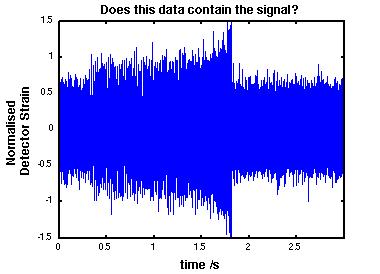 Does this data contain the signal?
1.5
1
0.5
0
-0.5
-1
-1.5
Normalised
Detector Strain
0 0.5 1 1.5 2 2.5
time /s